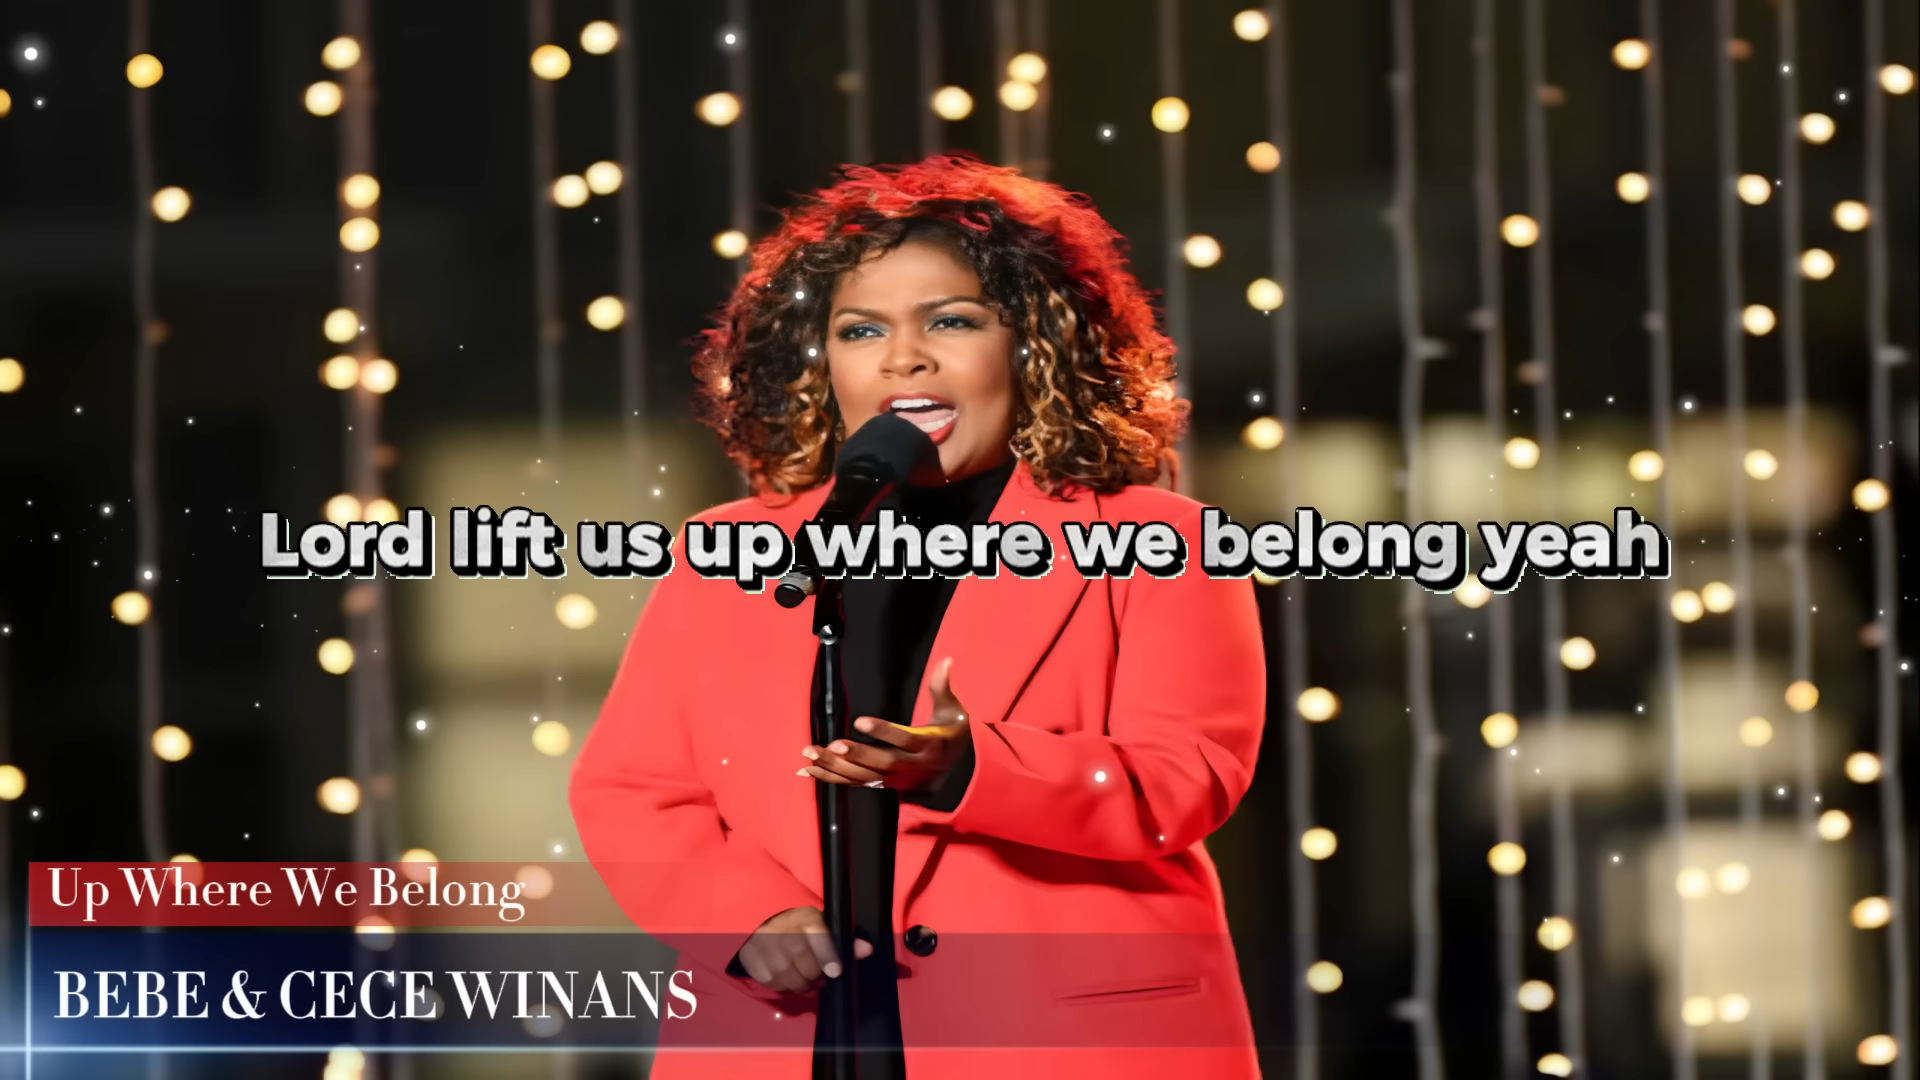 Lord lift us up where we belong yeah
Up Where We Belong
BEBE & CECE WINANS